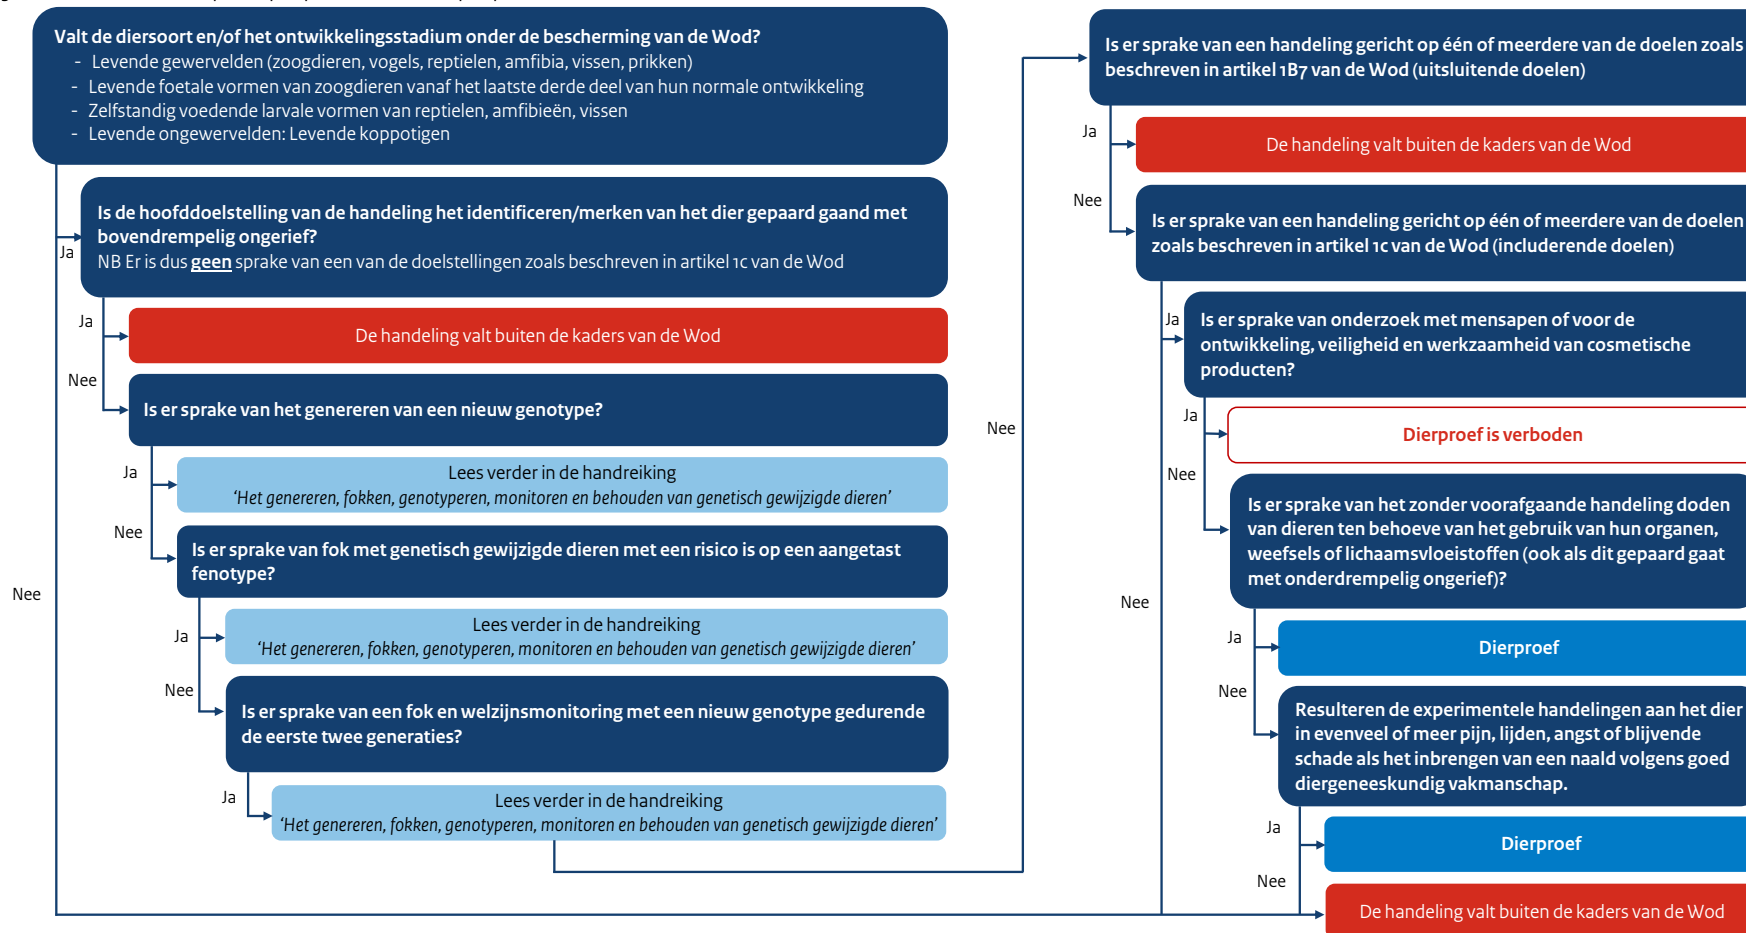 Valt de diersoort en/of het ontwikkelingsstadium onder de bescherming van de Wod?
- Levende gewervelden (zoogdieren, vogels, reptielen, amfibia, vissen, prikken)
- Levende foetale vormen van zoogdieren vanaf het laatste derde deel van hun normale ontwikkeling
- Zelfstandig voedende larvale vormen van reptielen, amfibieën, vissen
- Levende ongewervelden: Levende koppotigen
Ja
Is de hoofddoelstelling van de handeling het identificeren/merken van het dier gepaard gaand met
bovendrempelig ongerief?
NB Er is dus geen sprake van een van de doelstellingen zoals beschreven in artikel 1c van de Wod
Ja
De handeling valt buiten de kaders van de Wod
Nee
Is er sprake van het genereren van een nieuw genotype?
Ja
Lees verder in de handreiking
‘Het genereren, fokken, genotyperen, monitoren en behouden van genetisch gewijzigde dieren’
Nee
Is er sprake van fok met genetisch gewijzigde dieren met een risico is op een aangetast
fenotype?
Nee
Ja
Lees verder in de handreiking
‘Het genereren, fokken, genotyperen, monitoren en behouden van genetisch gewijzigde dieren’
Nee
Is er sprake van een fok en welzijnsmonitoring met een nieuw genotype gedurende
de eerste twee generaties?
Ja
Lees verder in de handreiking
‘Het genereren, fokken, genotyperen, monitoren en behouden van genetisch gewijzigde dieren’
Nee
Is er sprake van een handeling gericht op één of meerdere van de doelen zoals
beschreven in artikel 1B7 van de Wod (uitsluitende doelen)
Ja
De handeling valt buiten de kaders van de Wod
Nee
Is er sprake van een handeling gericht op één of meerdere van de doelen
zoals beschreven in artikel 1c van de Wod (includerende doelen)
Ja
Is er sprake van onderzoek met mensapen of voor de
ontwikkeling, veiligheid en werkzaamheid van cosmetische
producten?
Ja
Dierproef is verboden
Nee
Is er sprake van het zonder voorafgaande handeling doden
van dieren ten behoeve van het gebruik van hun organen,
weefsels of lichaamsvloeistoffen (ook als dit gepaard gaat
met onderdrempelig ongerief)?
Nee
Ja
Dierproef
Nee
Resulteren de experimentele handelingen aan het dier
in evenveel of meer pijn, lijden, angst of blijvende
schade als het inbrengen van een naald volgens goed
diergeneeskundig vakmanschap.
Ja
Dierproef
Nee
De handeling valt buiten de kaders van de Wod